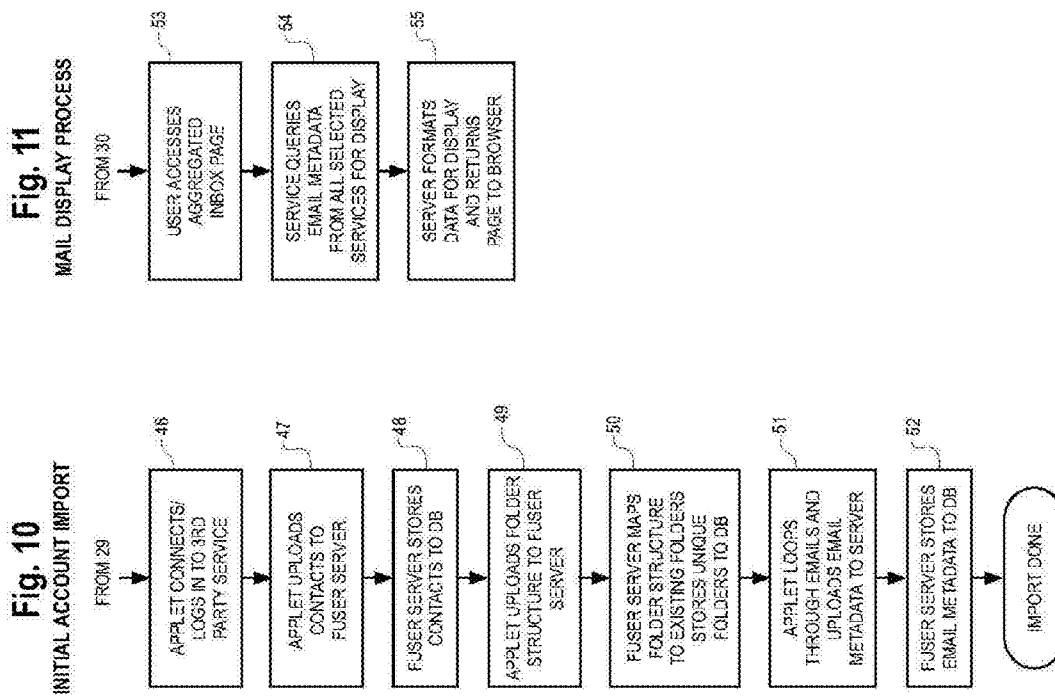 Fig. 10
INITIAL ACCOUNT IMPORT
FROM 29
46
APPLET CONNECTS/
LOGS IN TO 3RD
PARTY SERVICE
47
APPLET UPLOADS
CONTACTS TO
FUSER SERVER
48
FUSER SERVER STORES
CONTACTS TO DB
49
APPLET UPLOADS FOLDER
STRUCTURE TO FUSER
SERVER
50
FUSER SERVER MAPS
FOLDER STRUCTURE
TO EXISTING FOLDERS
STORES UNIQUE
FOLDERS TO DB
51
APPLET LOOPS
THROUGH EMAILS AND
UPLOADS EMAIL
METADATA TO SERVER
52
FUSER SERVER STORES
EMAIL METADATA TO DB
IMPORT DONE
Fig. 11
MAIL DISPLAY PROCESS
FROM 30
53
USER ACCESSES
AGGREGATED
INBOX PAGE
54
SERVICE QUERIES
EMAIL METADATA
FROM ALL SELECTED
SERVICES FOR DISPLAY
55
SERVER FORMATS
DATA FOR DISPLAY
AND RETURNS
PAGE TO BROWSER